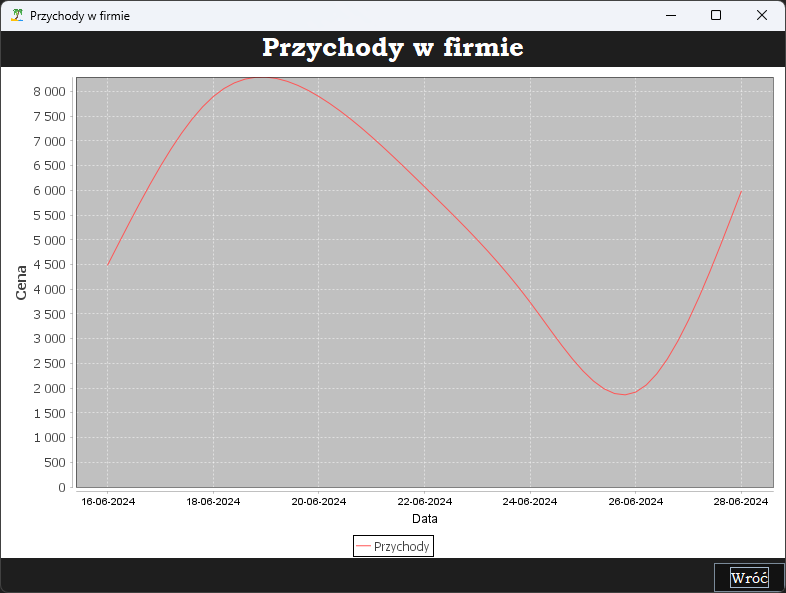 Przychody w firmie
Przychody w firmie
8 000
7 500
7 000
6 500
6 000
5 500
5 000
4 500
4 000
3 500
3 000
2 500
2 000
1 500
1 000
500
0
Cena
16-06-2024 18-06-2024 20-06-2024 22-06-2024 24-06-2024 26-06-2024 28-06-2024
Data
Przychody
Wróć